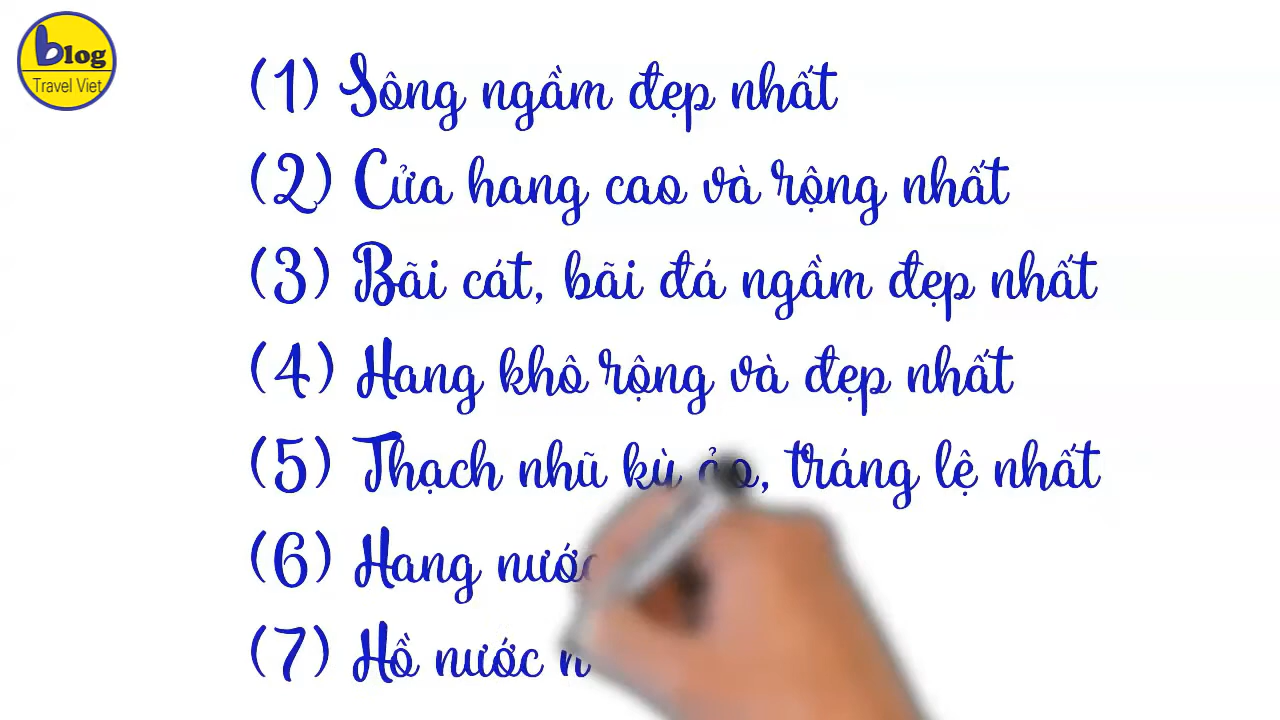 blog
Travel Viet
(1) Sông ngầm đẹp nhất
(2) Cửa hang cao và rộng nhất
(3) Bãi cát, bãi đá ngầm đẹp nhất
(4) Hang khô rộng và đẹp nhất
(5) Thạch nhũ kỳ ảo, tráng lệ nhất
(6) Hang nước
(7) Hồ nước